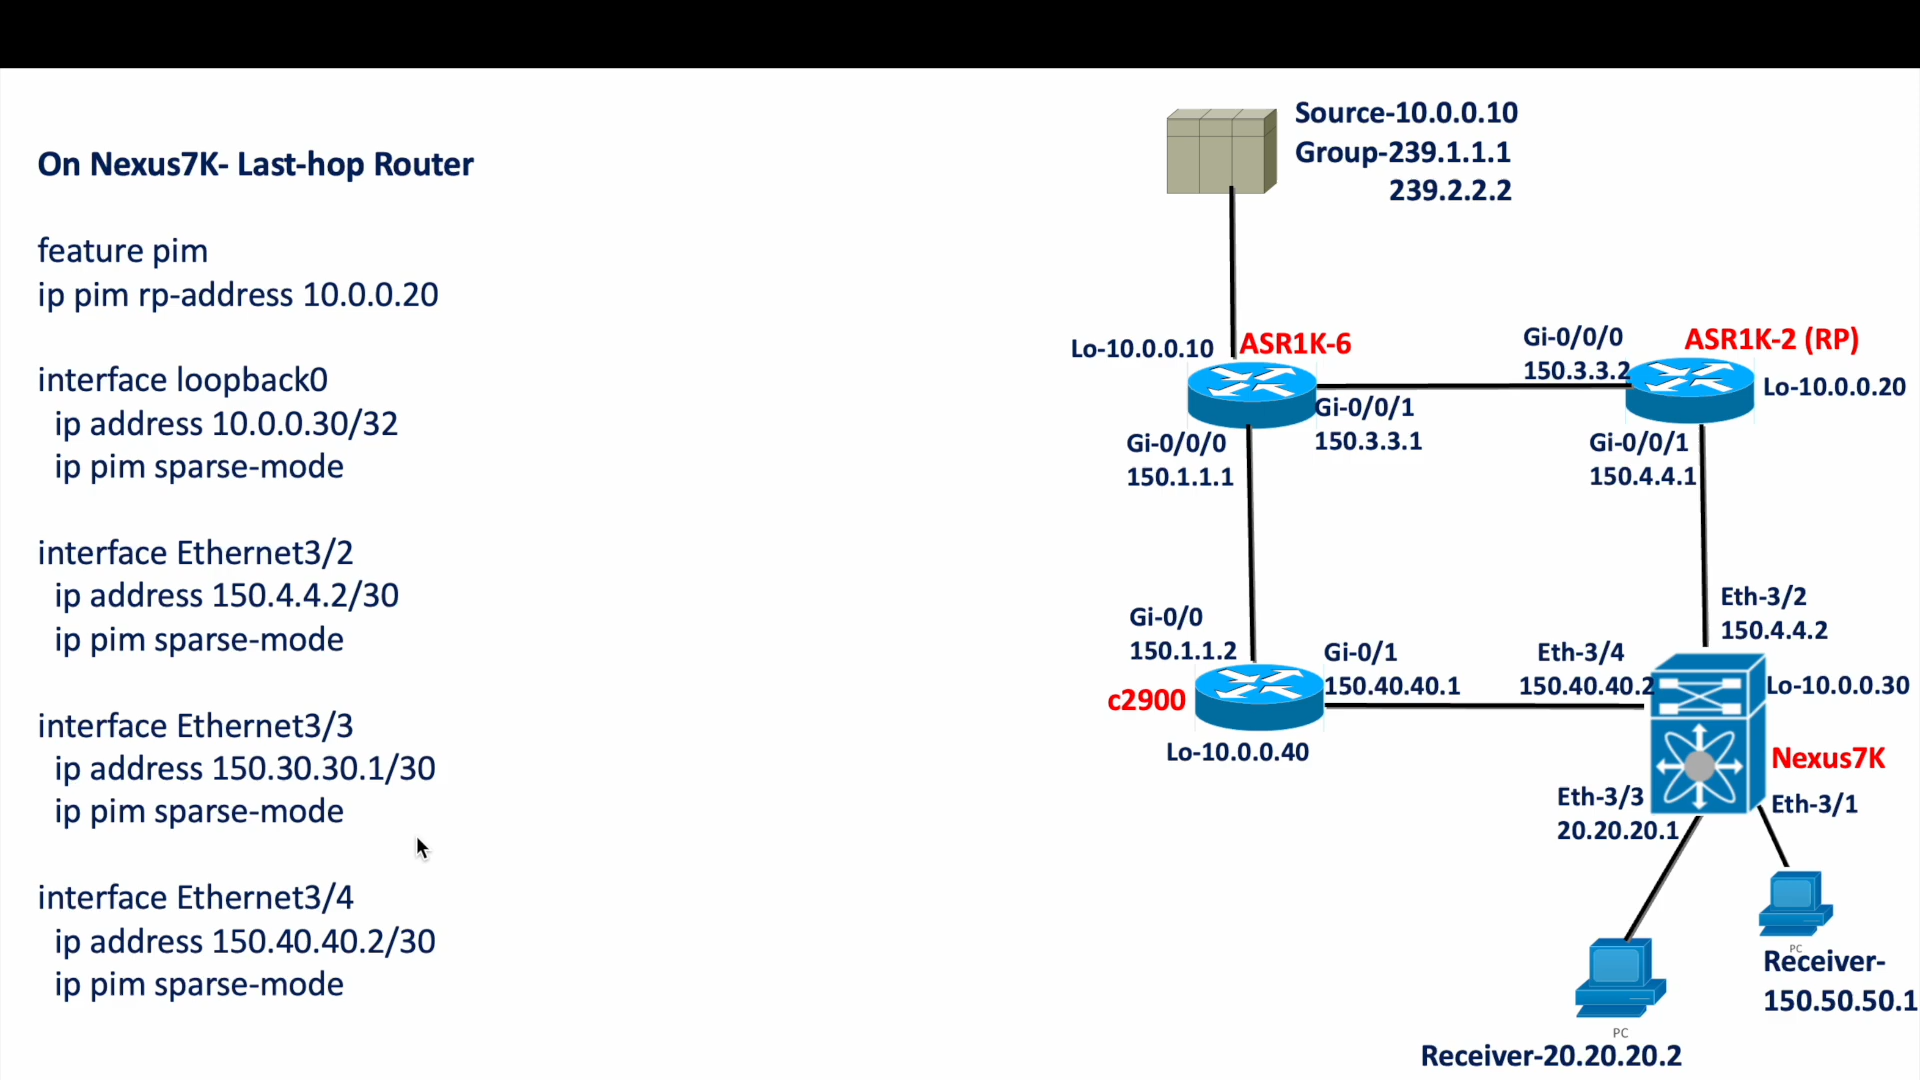 On Nexus7K- Last-hop Router
feature pim
ip pim rp-address 10.0.0.20
interface loopback0
ip address 10.0.0.30/32
ip pim sparse-mode
interface Ethernet3/2
ip address 150.4.4.2/30
ip pim sparse-mode
interface Ethernet3/3
ip address 150.30.30.1/30
ip pim sparse-mode
interface Ethernet3/4
ip address 150.40.40.2/30
ip pim sparse-mode
Source-10.0.0.10
Group-239.1.1.1
239.2.2.2
Lo-10.0.0.10
ASR1K-6
Gi-0/0/0
150.3.3.2
ASR1K-2 (RP)
Lo-10.0.0.20
Gi-0/0/1
150.3.3.1
Gi-0/0/0
150.1.1.1
Gi-0/0/1
150.4.4.1
Gi-0/0
150.1.1.2
Gi-0/1
150.40.40.1
Eth-3/4
150.40.40.2
Eth-3/2
150.4.4.2
c2900
Lo-10.0.0.40
Lo-10.0.0.30
Nexus7K
Eth-3/3
20.20.20.1
Eth-3/1
PC
Receiver-
150.50.50.1
PC
Receiver-20.20.20.2